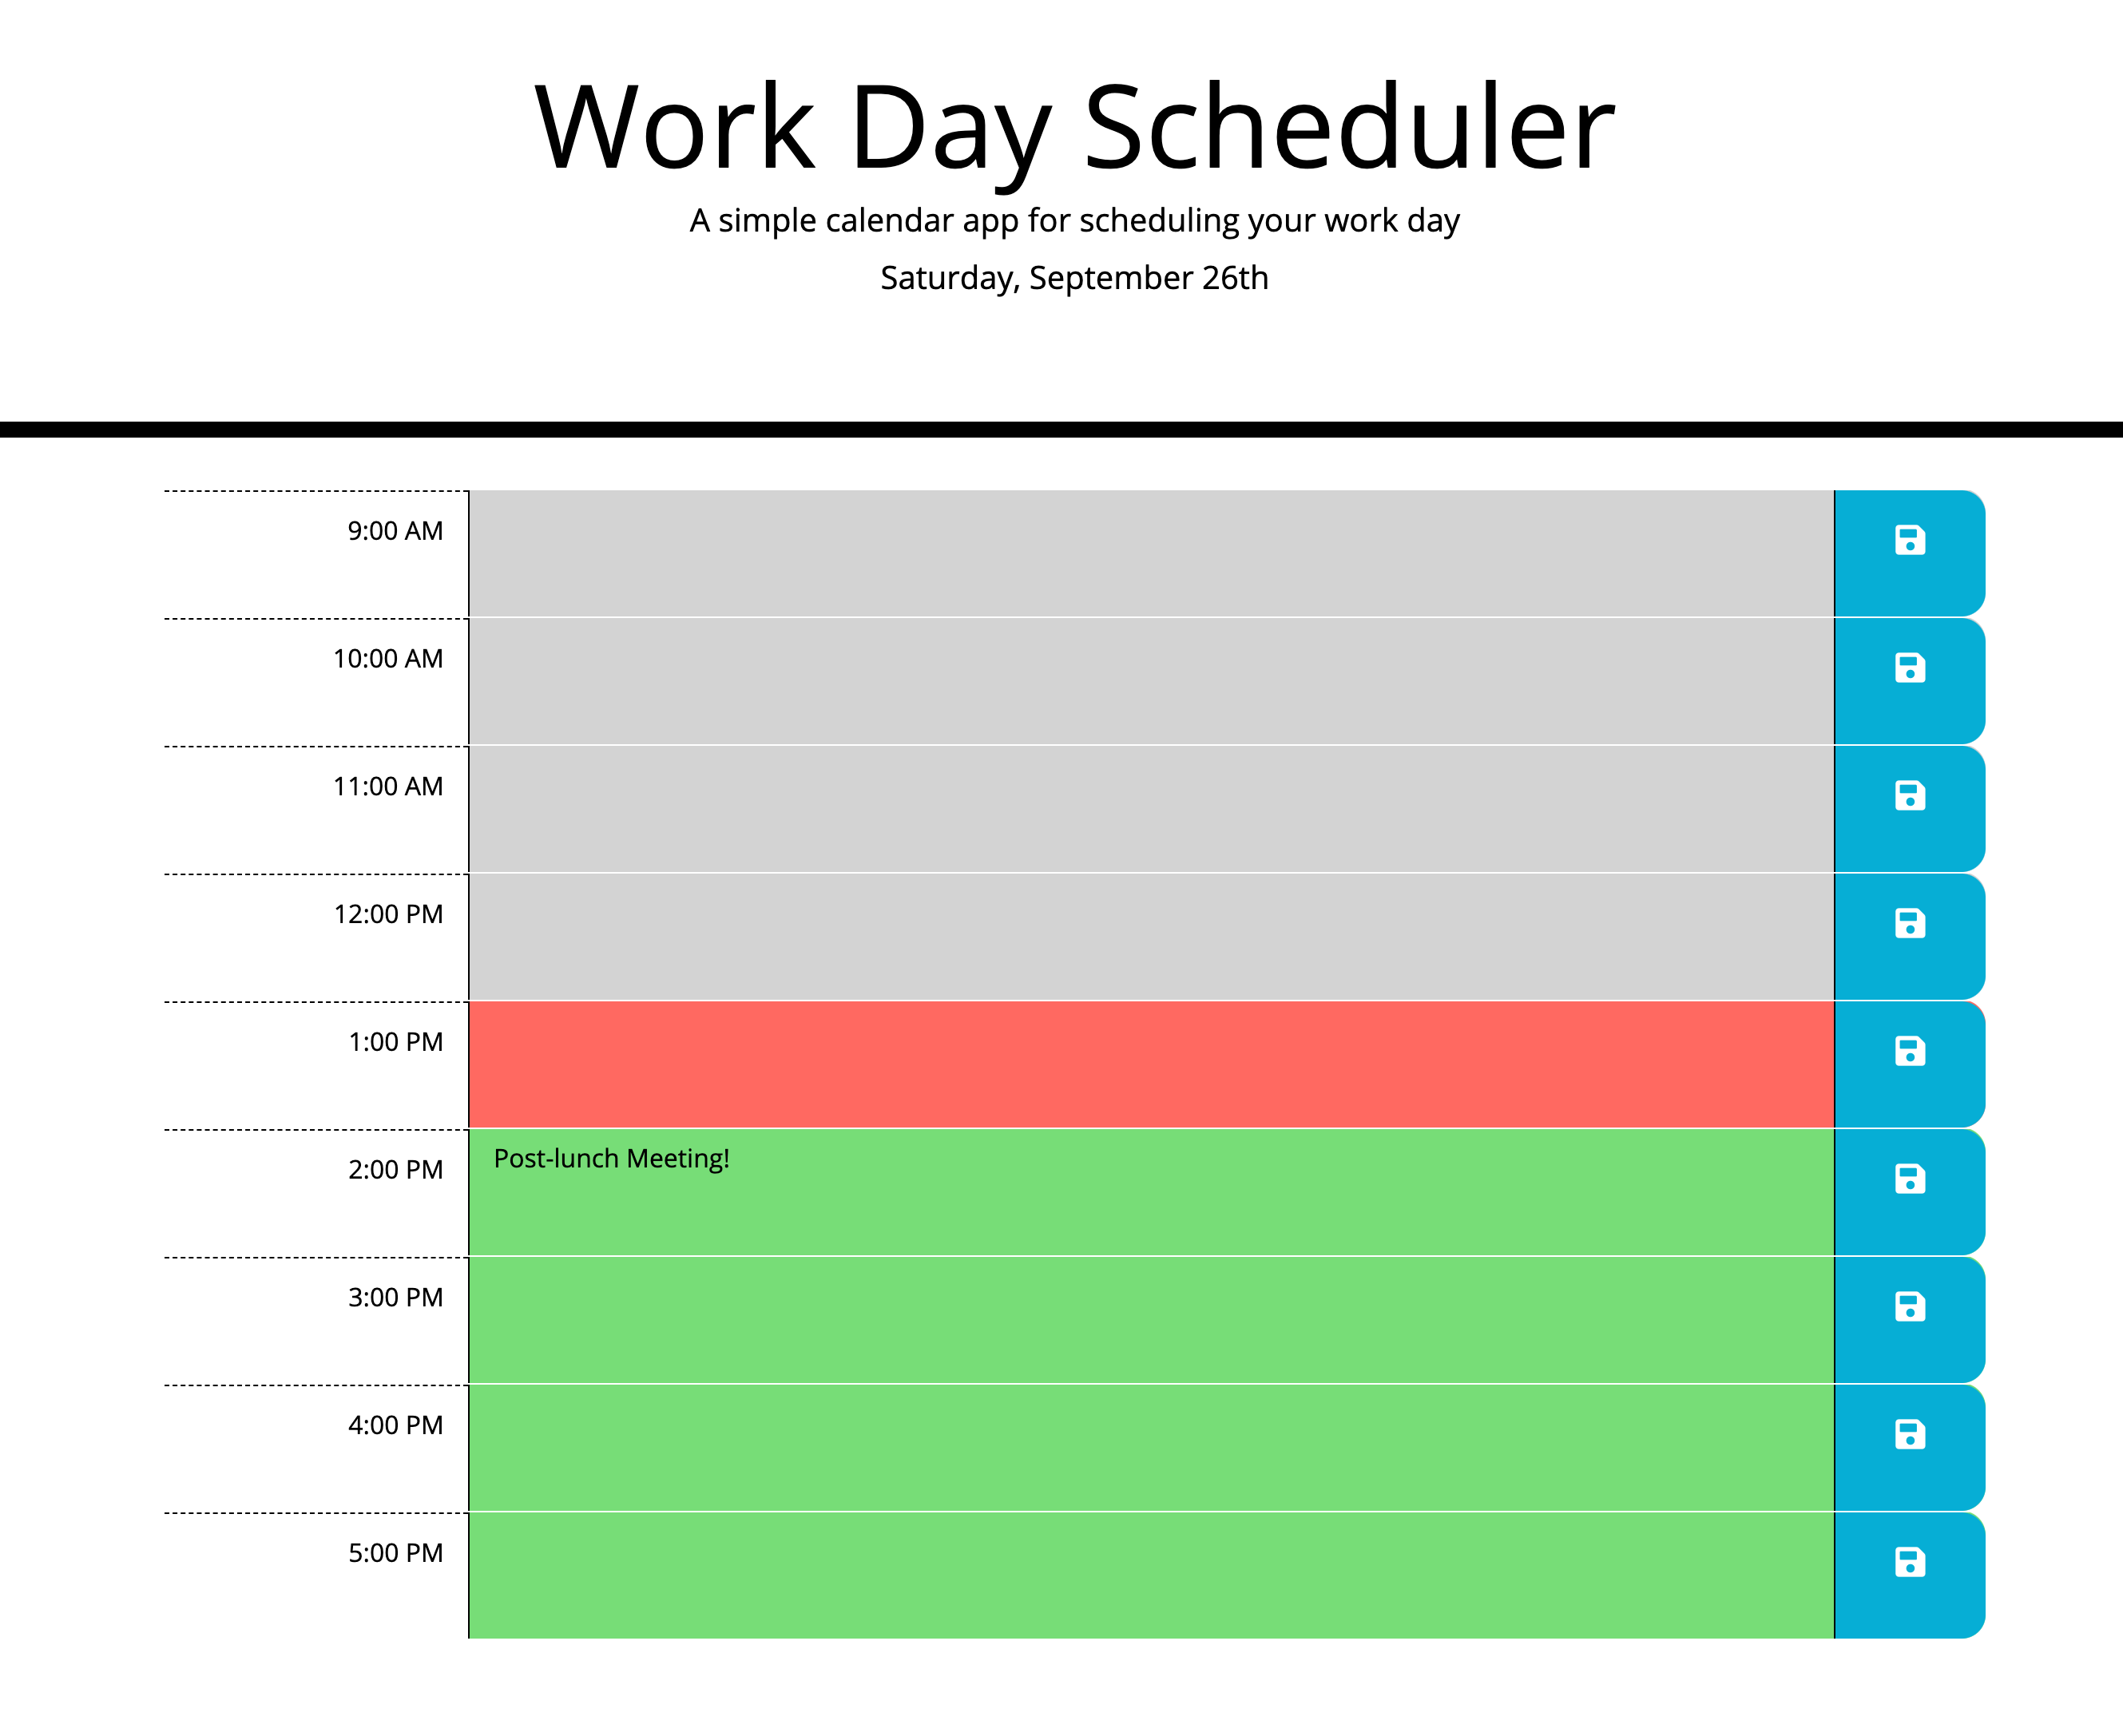 Work Day Scheduler
A simple calendar app for scheduling your work day
Saturday, September 26th
9:00 AM
10:00 AM
11:00 AM
12:00 PM
1:00 PM
2:00 PM
Post-lunch Meeting!
3:00 PM
4:00 PM
5:00 PM